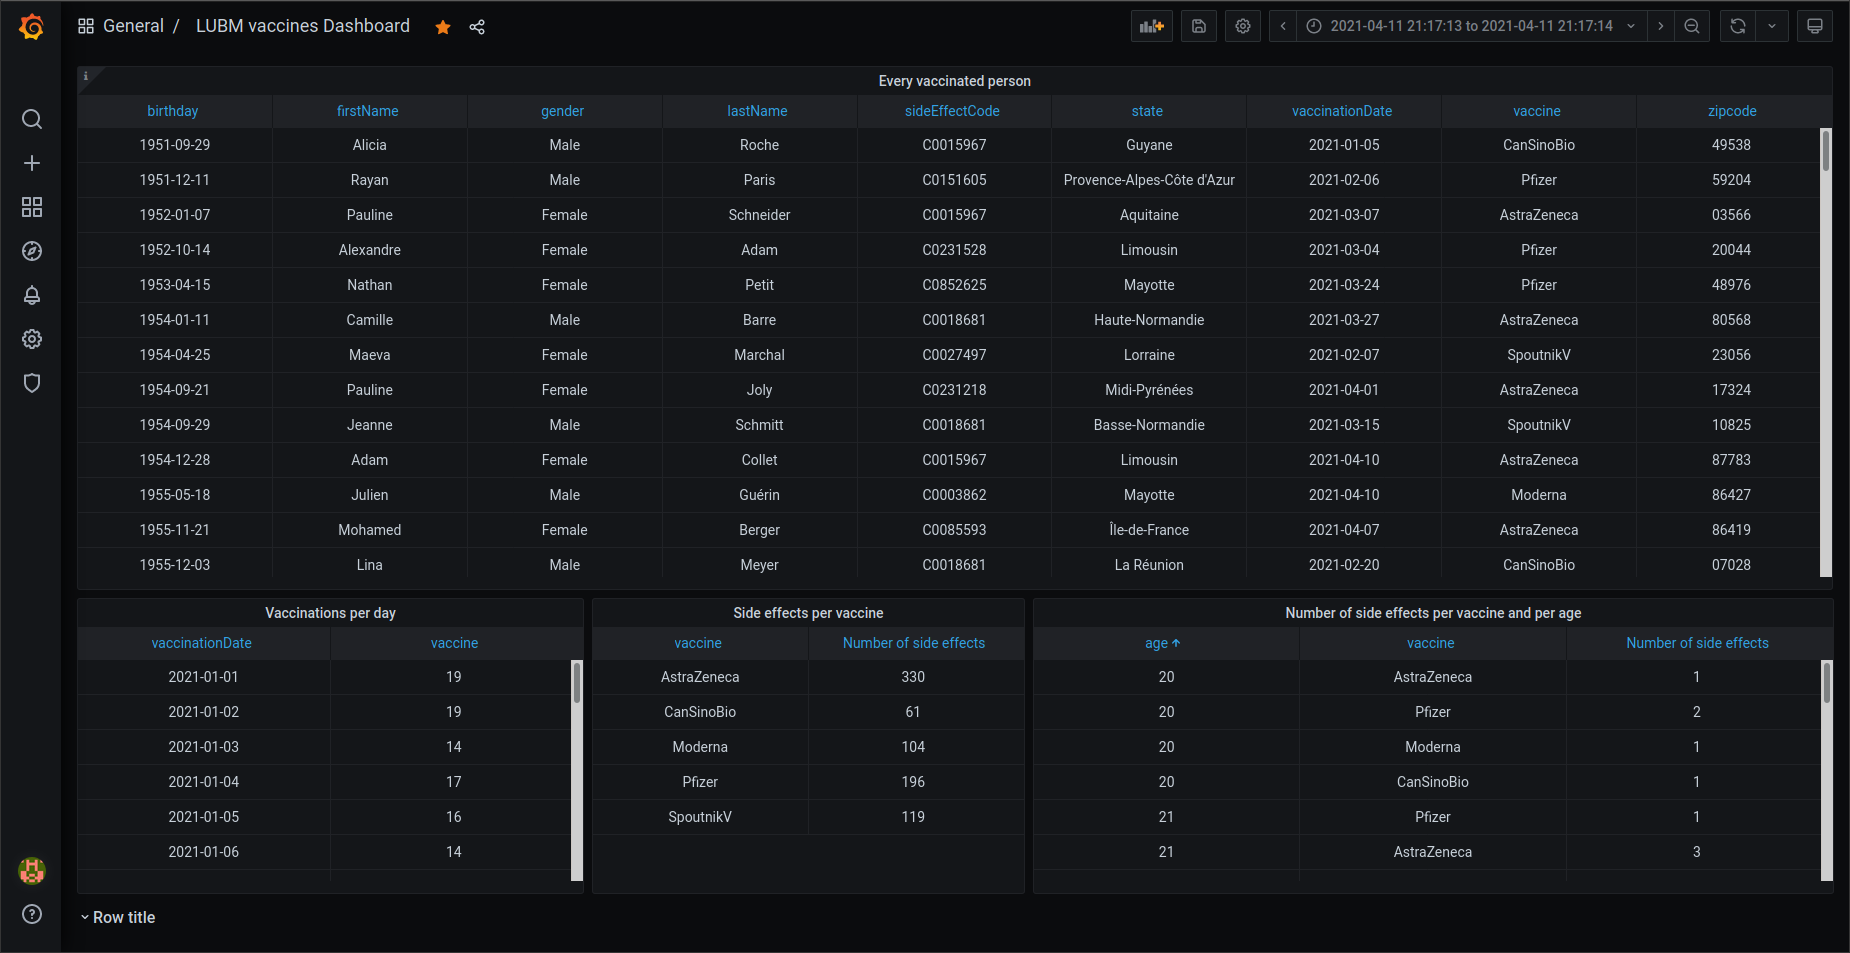 General / LUBM vaccines Dashboard 2021-04-11 21:17:13 to 2021-04-11 21:17:14
i
Every vaccinated person
birthday firstName gender lastName sideEffectCode state vaccinationDate vaccine zipcode
1951-09-29 Alicia Male Roche C0015967 Guyane 2021-01-05 CanSinoBio 49538
1951-12-11 Rayan Male Paris C0151605 Provence-Alpes-Côte d'Azur 2021-02-06 Pfizer 59204
1952-01-07 Pauline Female Schneider C0015967 Aquitaine 2021-03-07 AstraZeneca 03566
1952-10-14 Alexandre Female Adam C0231528 Limousin 2021-03-04 Pfizer 20044
1953-04-15 Nathan Female Petit C0852625 Mayotte 2021-03-24 Pfizer 48976
1954-01-11 Camille Male Barre C0018681 Haute-Normandie 2021-03-27 AstraZeneca 80568
1954-04-25 Maeva Female Marchal C0027497 Lorraine 2021-02-07 SpoutnikV 23056
1954-09-21 Pauline Female Joly C0231218 Midi-Pyrénées 2021-04-01 AstraZeneca 17324
1954-09-29 Jeanne Male Schmitt C0018681 Basse-Normandie 2021-03-15 SpoutnikV 10825
1954-12-28 Adam Female Collet C0015967 Limousin 2021-04-10 AstraZeneca 87783
1955-05-18 Julien Male Guérin C0003862 Mayotte 2021-04-10 Moderna 86427
1955-11-21 Mohamed Female Berger C0085593 Île-de-France 2021-04-07 AstraZeneca 86419
1955-12-03 Lina Male Meyer C0018681 La Réunion 2021-02-20 CanSinoBio 07028
Vaccinations per day
vaccinationDate vaccine
2021-01-01 19
2021-01-02 19
2021-01-03 14
2021-01-04 17
2021-01-05 16
2021-01-06 14
Side effects per vaccine
vaccine Number of side effects
AstraZeneca 330
CanSinoBio 61
Moderna 104
Pfizer 196
SpoutnikV 119
Number of side effects per vaccine and per age
age ↑ vaccine Number of side effects
20 AstraZeneca 1
20 Pfizer 2
20 Moderna 1
20 CanSinoBio 1
21 Pfizer 1
21 AstraZeneca 3
Row title